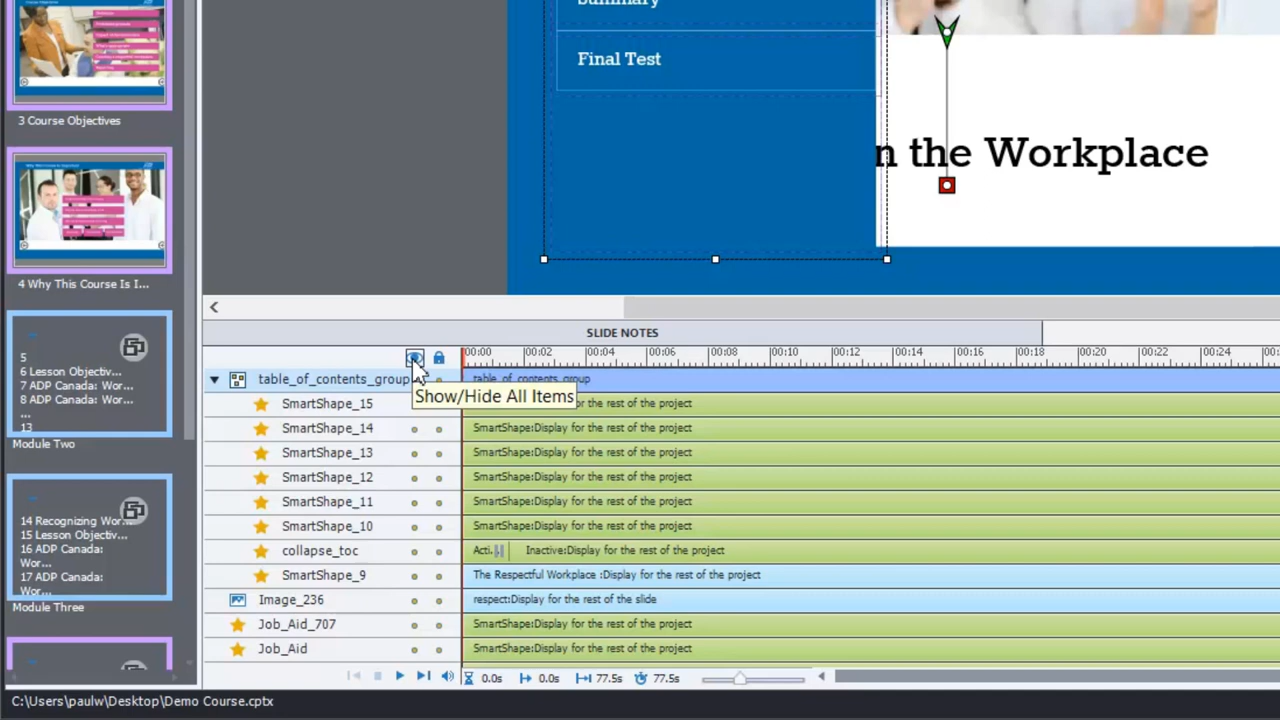 Summary
Final Test
n the Workplace
3 Course Objectives
4 Why This Course Is I...
5
6 Lesson Objectiv...
7 ADP Canada: Wor...
8 ADP Canada: Wor...
...
13
Module Two
14 Recognizing Wor...
15 Lesson Objectiv...
16 ADP Canada:
Wor...
17 ADP Canada:
Wor...
Module Three
SLIDE NOTES
00:00 00:02 00:04 00:06 00:08 00:10 00:12 00:14 00:16 00:18 00:20 00:22 00:24
table_of_contents_group table_of_contents_group
Show/Hide All Items
SmartShape_15 for the rest of the project
SmartShape_14 SmartShape:Display for the rest of the project
SmartShape_13 SmartShape:Display for the rest of the project
SmartShape_12 SmartShape:Display for the rest of the project
SmartShape_11 SmartShape:Display for the rest of the project
SmartShape_10 SmartShape:Display for the rest of the project
collapse_toc Acti... Inactive:Display for the rest of the project
SmartShape_9 The Respectful Workplace :Display for the rest of the project
Image_236 respect:Display for the rest of the slide
Job_Aid_707 SmartShape:Display for the rest of the project
Job_Aid SmartShape:Display for the rest of the project
0.0s 0.0s 77.5s 77.5s
C:\Users\paulw\Desktop\Demo Course.cptx